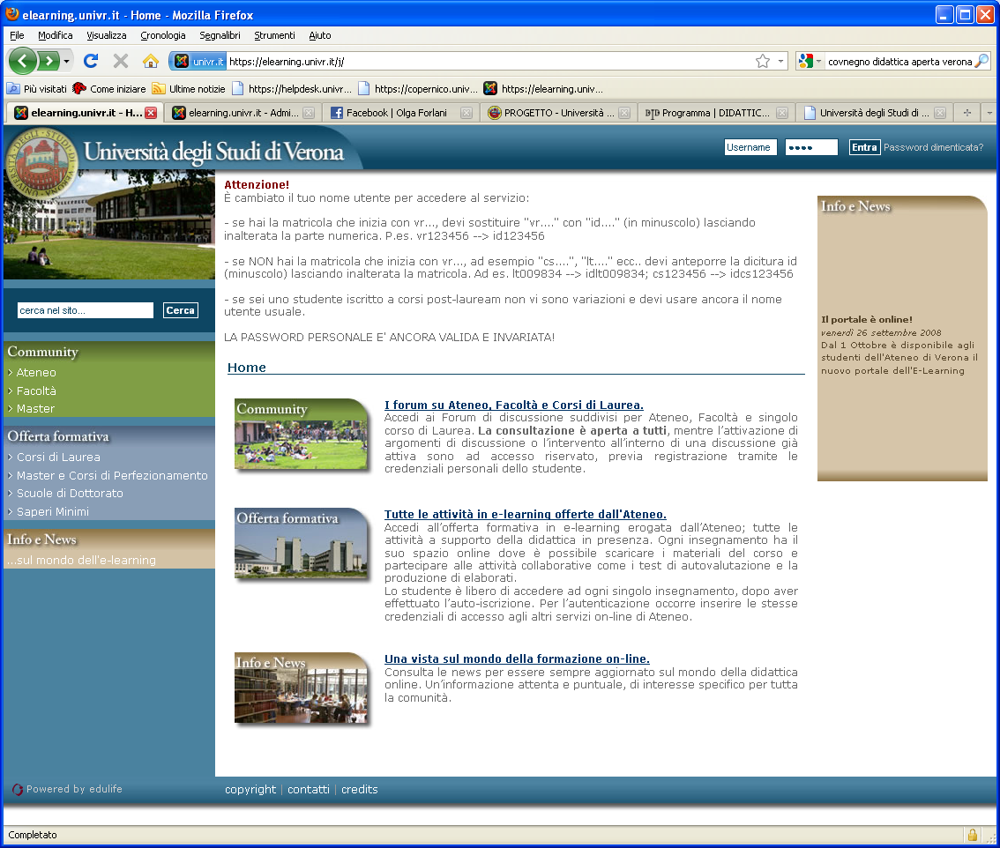 elearning.univr.it - Home - Mozilla Firefox
File Modifica Visualizza Cronologia Segnalibri Strumenti Aiuto
univr.it https://elearning.univr.it/j/
covnegno didattica aperta verona
Più visitati Come iniziare Ultime notizie https://helpdesk.univr... https://copernico.univ... https://elearning.univ...
elearning.univr.it - H... elearning.univr.it - Admi... Facebook | Olga Forlani PROGETTO - Università ... Programma | DIDATTIC... Università degli Studi di ...
Università degli Studi di Verona
Username Entra Password dimenticata?
cerca nel sito... Cerca
Community
> Ateneo
> Facoltà
> Master
Offerta formativa
> Corsi di Laurea
> Master e Corsi di Perfezionamento
> Scuole di Dottorato
> Saperi Minimi
Info e News
...sul mondo dell'e-learning
Attenzione!
È cambiato il tuo nome utente per accedere al servizio:
- se hai la matricola che inizia con vr..., devi sostituire "vr...." con "id...." (in minuscolo) lasciando
inalterata la parte numerica. P.es. vr123456 --> id123456
- se NON hai la matricola che inizia con vr..., ad esempio "cs....", "lt...." ecc.. devi anteporre la dicitura id
(minuscolo) lasciando inalterata la matricola. Ad es. lt009834 --> idlt009834; cs123456 --> idcs123456
- se sei uno studente iscritto a corsi post-lauream non vi sono variazioni e devi usare ancora il nome
utente usuale.
LA PASSWORD PERSONALE E' ANCORA VALIDA E INVARIATA!
Home
Community
I forum su Ateneo, Facoltà e Corsi di Laurea.
Accedi ai Forum di discussione suddivisi per Ateneo, Facoltà e singolo
corso di Laurea. La consultazione è aperta a tutti, mentre l'attivazione di
argomenti di discussione o l'intervento all'interno di una discussione già
attiva sono ad accesso riservato, previa registrazione tramite le
credenziali personali dello studente.
Offerta formativa
Tutte le attività in e-learning offerte dall'Ateneo.
Accedi all'offerta formativa in e-learning erogata dall'Ateneo; tutte le
attività a supporto della didattica in presenza. Ogni insegnamento ha il
suo spazio online dove è possibile scaricare i materiali del corso e
partecipare alle attività collaborative come i test di autovalutazione e la
produzione di elaborati.
Lo studente è libero di accedere ad ogni singolo insegnamento, dopo aver
effettuato l'auto-iscrizione. Per l'autenticazione occorre inserire le stesse
credenziali di accesso agli altri servizi on-line di Ateneo.
Info e News
Una vista sul mondo della formazione on-line.
Consulta le news per essere sempre aggiornato sul mondo della didattica
online. Un'informazione attenta e puntuale, di interesse specifico per tutta
la comunità.
Info e News
Il portale è online!
venerdì 26 settembre 2008
Dal 1 Ottobre è disponibile agli
studenti dell'Ateneo di Verona il
nuovo portale dell'E-Learning
Powered by edulife
copyright | contatti | credits
Completato